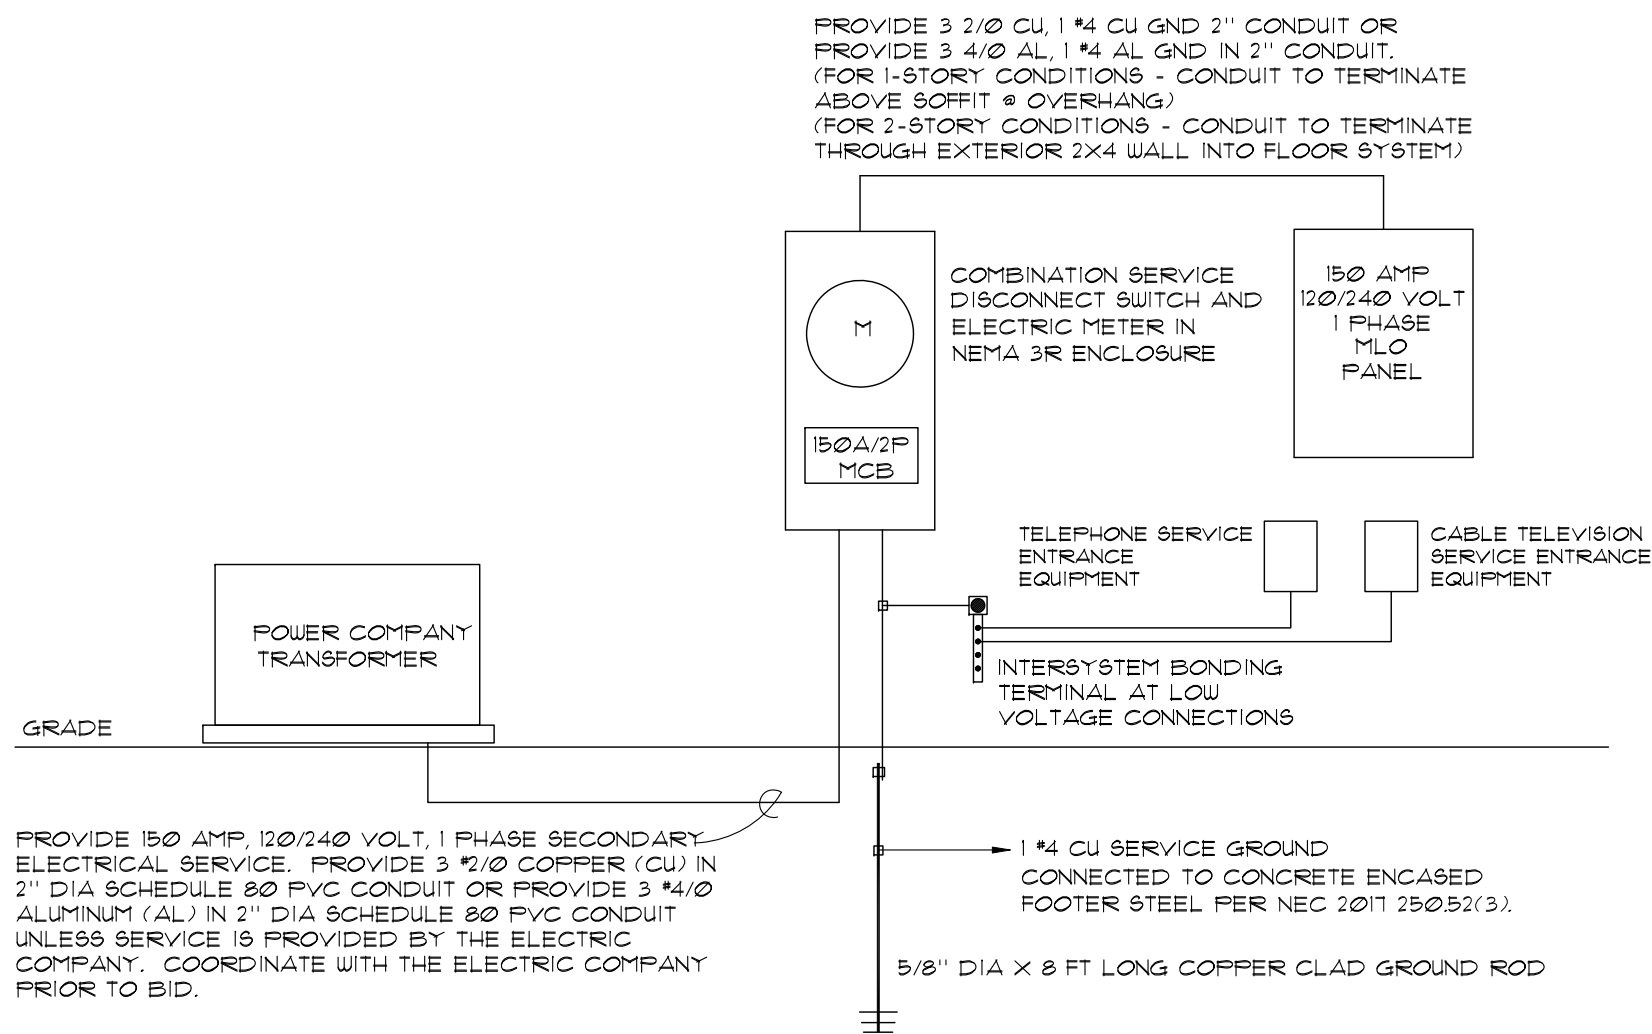 PROVIDE 3 2/0 CU, 1 #4 CU GND 2" CONDUIT OR
PROVIDE 3 4/0 AL, 1 #4 AL GND IN 2" CONDUIT.
(FOR 1-STORY CONDITIONS - CONDUIT TO TERMINATE
ABOVE SOFFIT @ OVERHANG)
(FOR 2-STORY CONDITIONS - CONDUIT TO TERMINATE
THROUGH EXTERIOR 2X4 WALL INTO FLOOR SYSTEM)
M
150A/2P
MCB
COMBINATION SERVICE
DISCONNECT SWITCH AND
ELECTRIC METER IN
NEMA 3R ENCLOSURE
150 AMP
120/240 VOLT
1 PHASE
MLO
PANEL
TELEPHONE SERVICE
ENTRANCE
EQUIPMENT
CABLE TELEVISION
SERVICE ENTRANCE
EQUIPMENT
POWER COMPANY
TRANSFORMER
INTERSYSTEM BONDING
TERMINAL AT LOW
VOLTAGE CONNECTIONS
GRADE
PROVIDE 150 AMP, 120/240 VOLT, 1 PHASE SECONDARY
ELECTRICAL SERVICE. PROVIDE 3 #2/0 COPPER (CU) IN
2" DIA SCHEDULE 80 PVC CONDUIT OR PROVIDE 3 #4/0
ALUMINUM (AL) IN 2" DIA SCHEDULE 80 PVC CONDUIT
UNLESS SERVICE IS PROVIDED BY THE ELECTRIC
COMPANY. COORDINATE WITH THE ELECTRIC COMPANY
PRIOR TO BID.
1 #4 CU SERVICE GROUND
CONNECTED TO CONCRETE ENCASED
FOOTER STEEL PER NEC 2017 250.52(3).
5/8" DIA X 8 FT LONG COPPER CLAD GROUND ROD